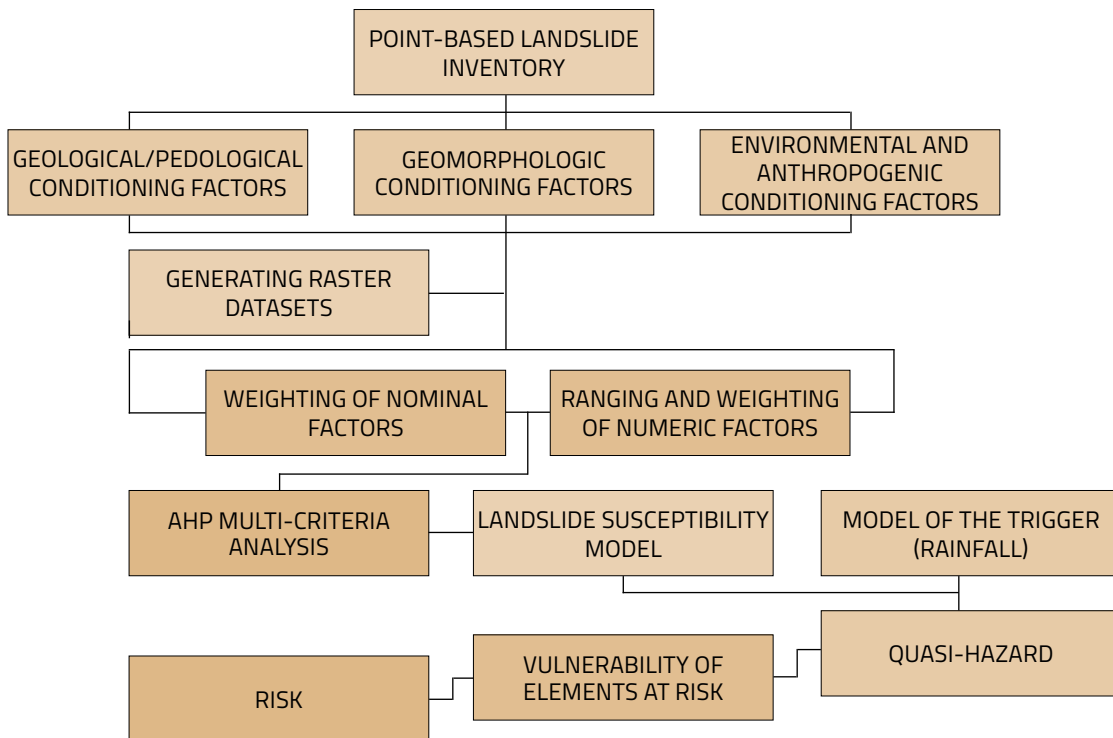 POINT-BASED LANDSLIDE
INVENTORY
GEOLOGICAL/PEDOLOGICAL
CONDITIONING FACTORS
GEOMORPHOLOGIC
CONDITIONING FACTORS
ENVIRONMENTAL AND
ANTHROPOGENIC
CONDITIONING FACTORS
GENERATING RASTER
DATASETS
WEIGHTING OF NOMINAL
FACTORS
RANGING AND WEIGHTING
OF NUMERIC FACTORS
AHP MULTI-CRITERIA
ANALYSIS
LANDSLIDE SUSCEPTIBILITY
MODEL
MODEL OF THE TRIGGER
(RAINFALL)
QUASI-HAZARD
VULNERABILITY OF
ELEMENTS AT RISK
RISK